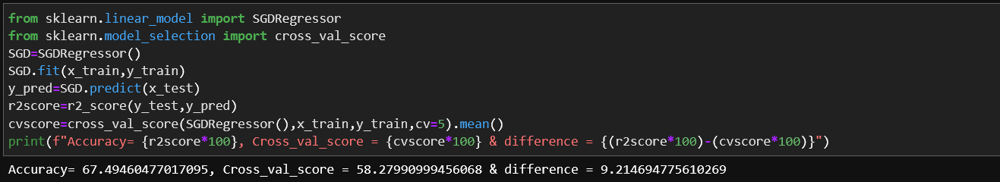 from sklearn.linear_model import SGDRegressor
from sklearn.model_selection import cross_val_score
SGD=SGDRegressor()
SGD.fit(x_train,y_train)
y_pred=SGD.predict(x_test)
r2score=r2_score(y_test,y_pred)
cvscore=cross_val_score(SGDRegressor(),x_train,y_train,cv=5).mean()
print(f"Accuracy= {r2score*100}, Cross_val_score = {cvscore*100} & difference = {(r2score*100)-(cvscore*100)}")
Accuracy= 67.49460477017095, Cross_val_score = 58.27990999456068 & difference = 9.214694775610269